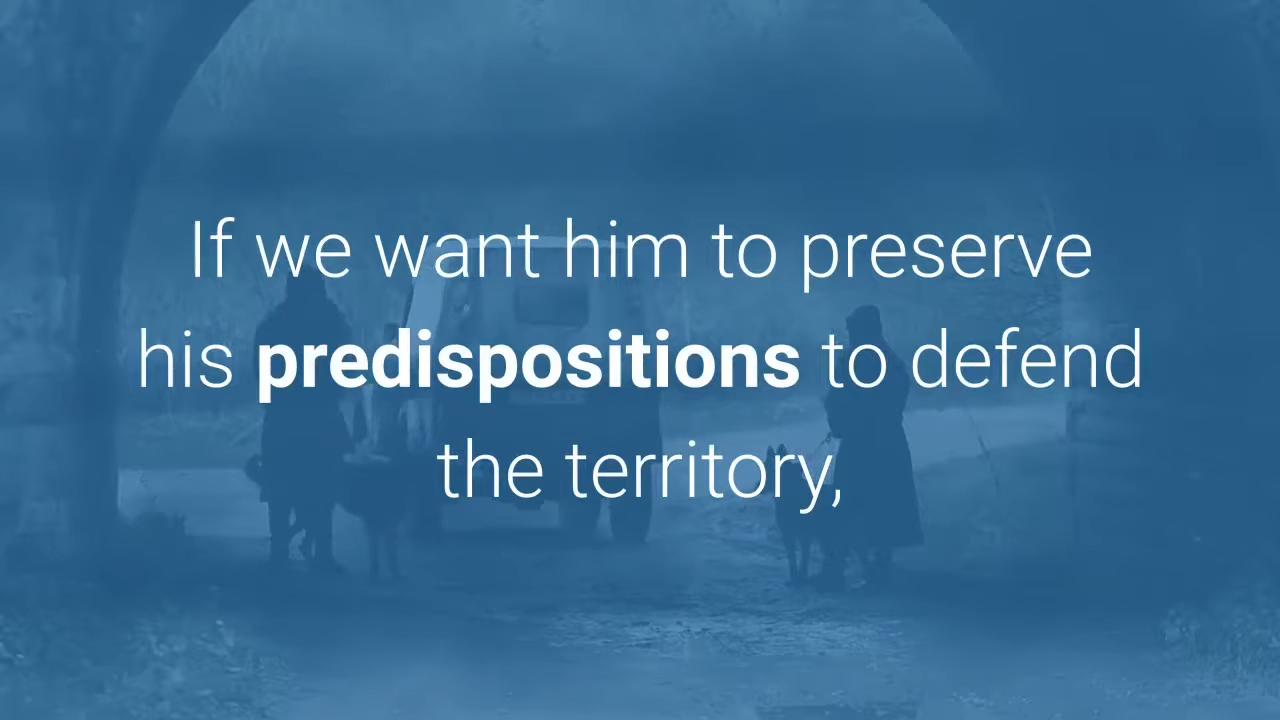 If we want him to preserve
his predispositions to defend
the territory,